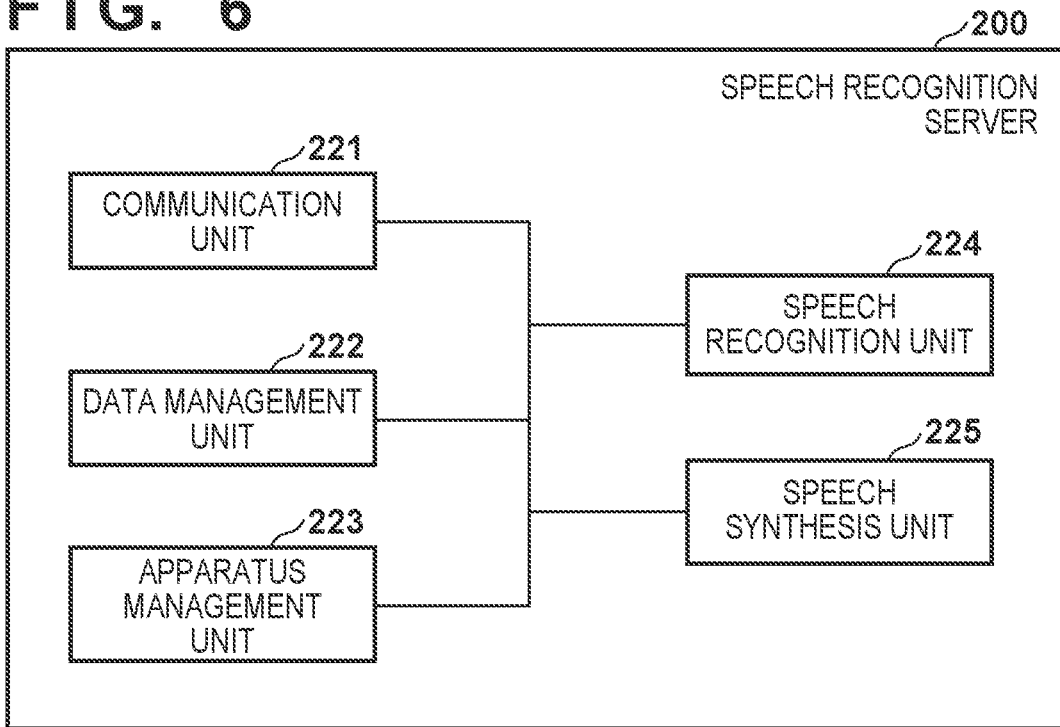 FIG. 6
200
SPEECH RECOGNITION
SERVER
221
COMMUNICATION
UNIT
222
DATA MANAGEMENT
UNIT
223
APPARATUS
MANAGEMENT
UNIT
224
SPEECH
RECOGNITION UNIT
225
SPEECH
SYNTHESIS UNIT